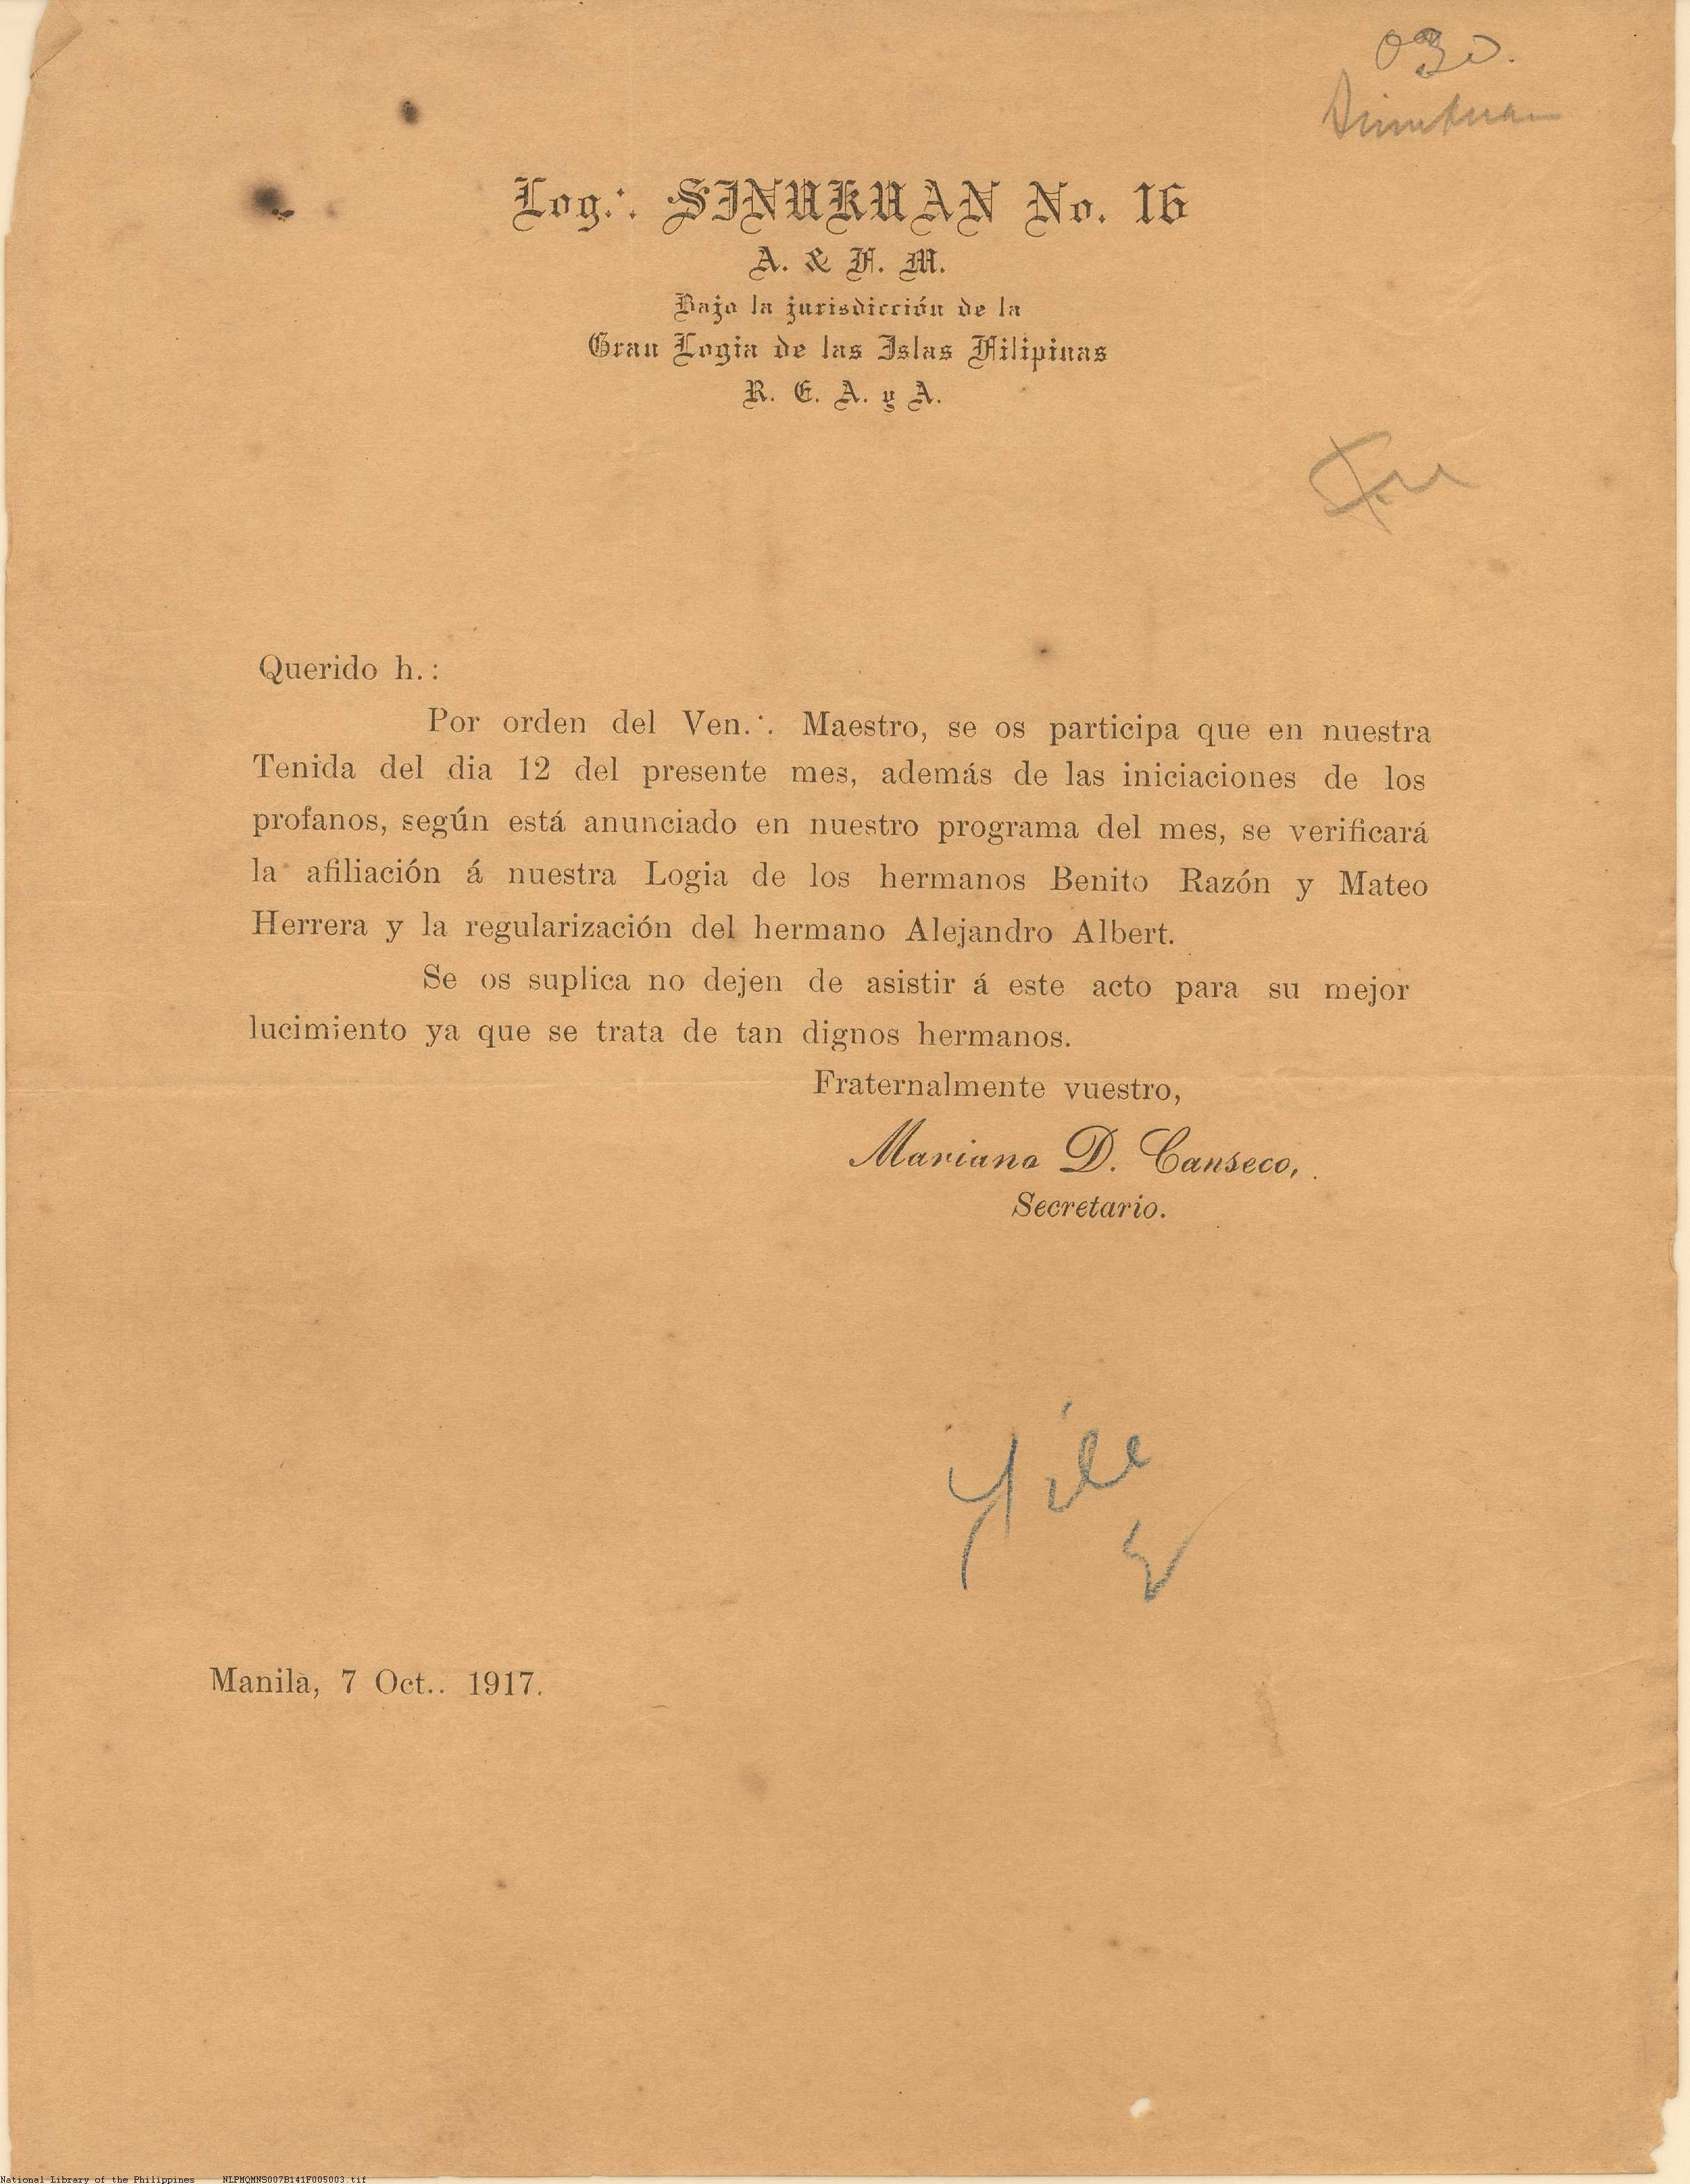 030.
Sinukuan
Log.∴ SINUKUAN No. 16
A. & F. M.
Bajo la jurisdicción de la
Gran Logia de las Islas Filipinas
R. E. A. y A.
Querido h.:
Por orden del Ven.∴ Maestro, se os participa que en nuestra
Tenida del dia 12 del presente mes, además de las iniciaciones de los
profanos, según está anunciado en nuestro programa del mes, se verificará
la afiliación á nuestra Logia de los hermanos Benito Razón y Mateo
Herrera y la regularización del hermano Alejandro Albert.
Se os suplica no dejen de asistir á este acto para su mejor
lucimiento ya que se trata de tan dignos hermanos.
Fraternalmente vuestro,
Mariano D. Canseco,
Secretario.
File
Manila, 7 Oct.. 1917.
National Library of the Philippines NLPMQMNS007B141F005003.tif